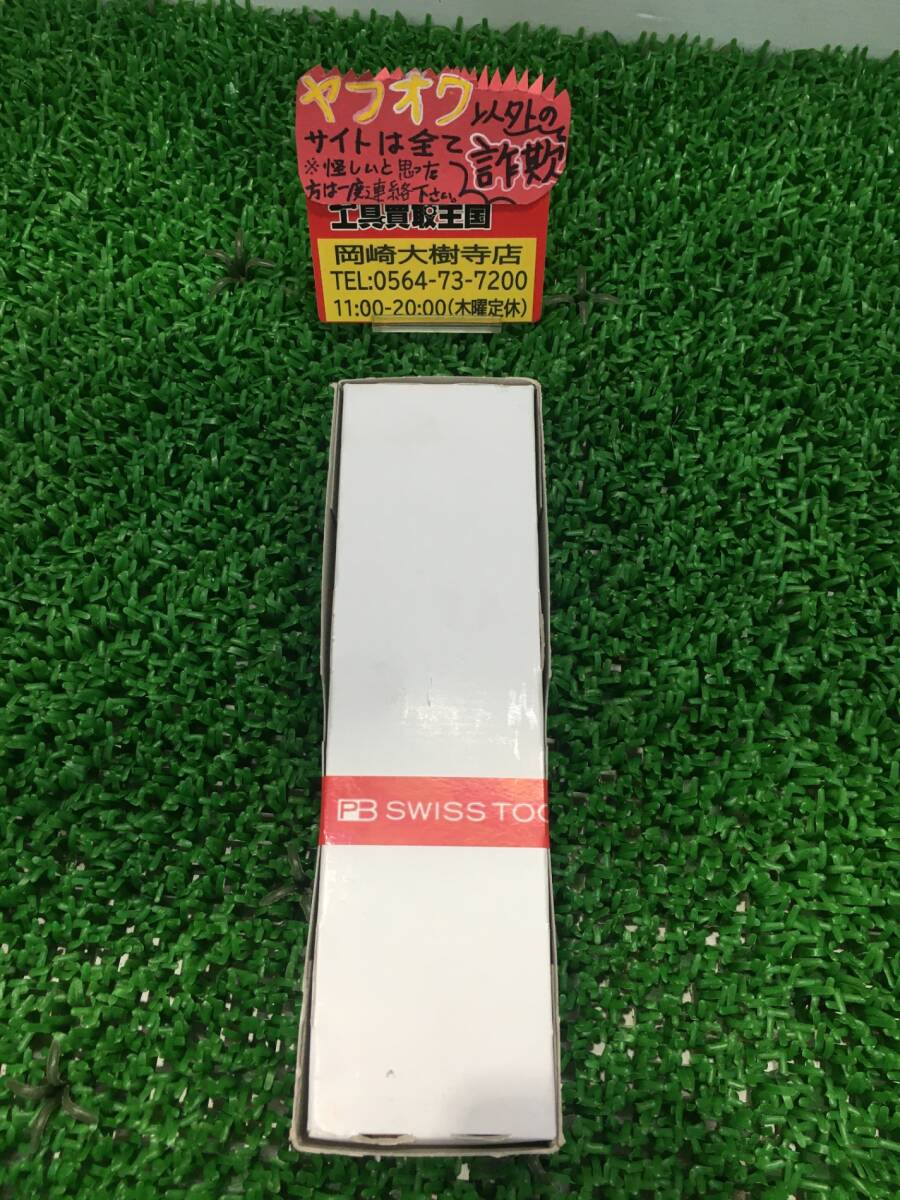 ヤフオク以外の
サイトは全て詐欺
※怪しいと思った
方は一度連絡下さい。
工具買取王国
岡崎大樹寺店
TEL:0564-73-7200
11:00-20:00(木曜定休)
PB SWISS TOO